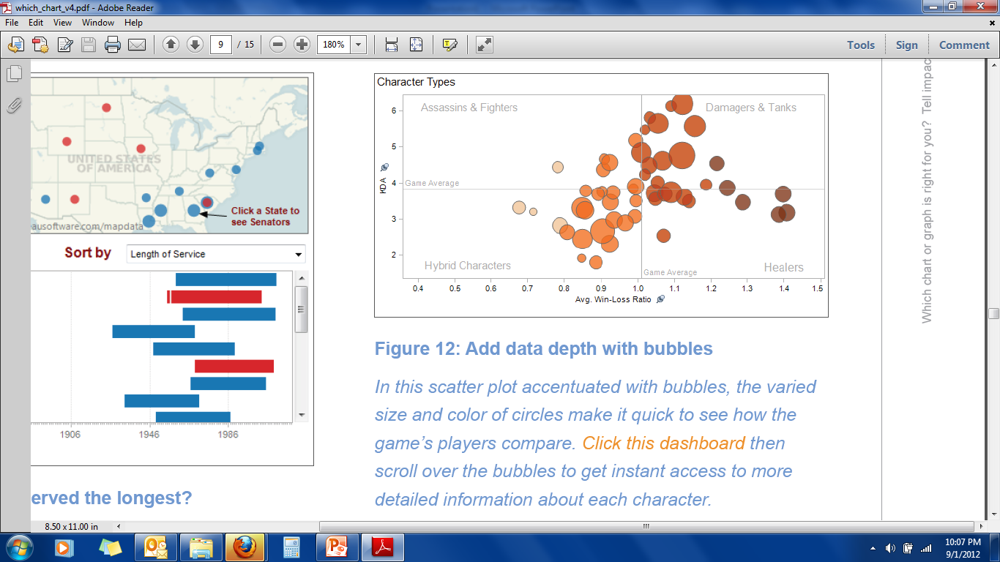 which_chart_v4.pdf - Adobe Reader
File Edit View Window Help
9 / 15 180% Tools Sign Comment
UNITED STATES
OF AMERICA
Click a State to
see Senators
ausoftware.com/mapdata
Sort by Length of Service
1906 1946 1986
erved the longest?
Character Types
Assassins & Fighters Damagers & Tanks
6
5
4
3
2
KDA
Game Average
Hybrid Characters Healers
Game Average
0.4 0.5 0.6 0.7 0.8 0.9 1.0 1.1 1.2 1.3 1.4 1.5
Avg. Win-Loss Ratio
Figure 12: Add data depth with bubbles
In this scatter plot accentuated with bubbles, the varied
size and color of circles make it quick to see how the
game's players compare. Click this dashboard then
scroll over the bubbles to get instant access to more
detailed information about each character.
Which chart or graph is right for you? Tell impac
8.50 x 11.00 in
10:07 PM
9/1/2012